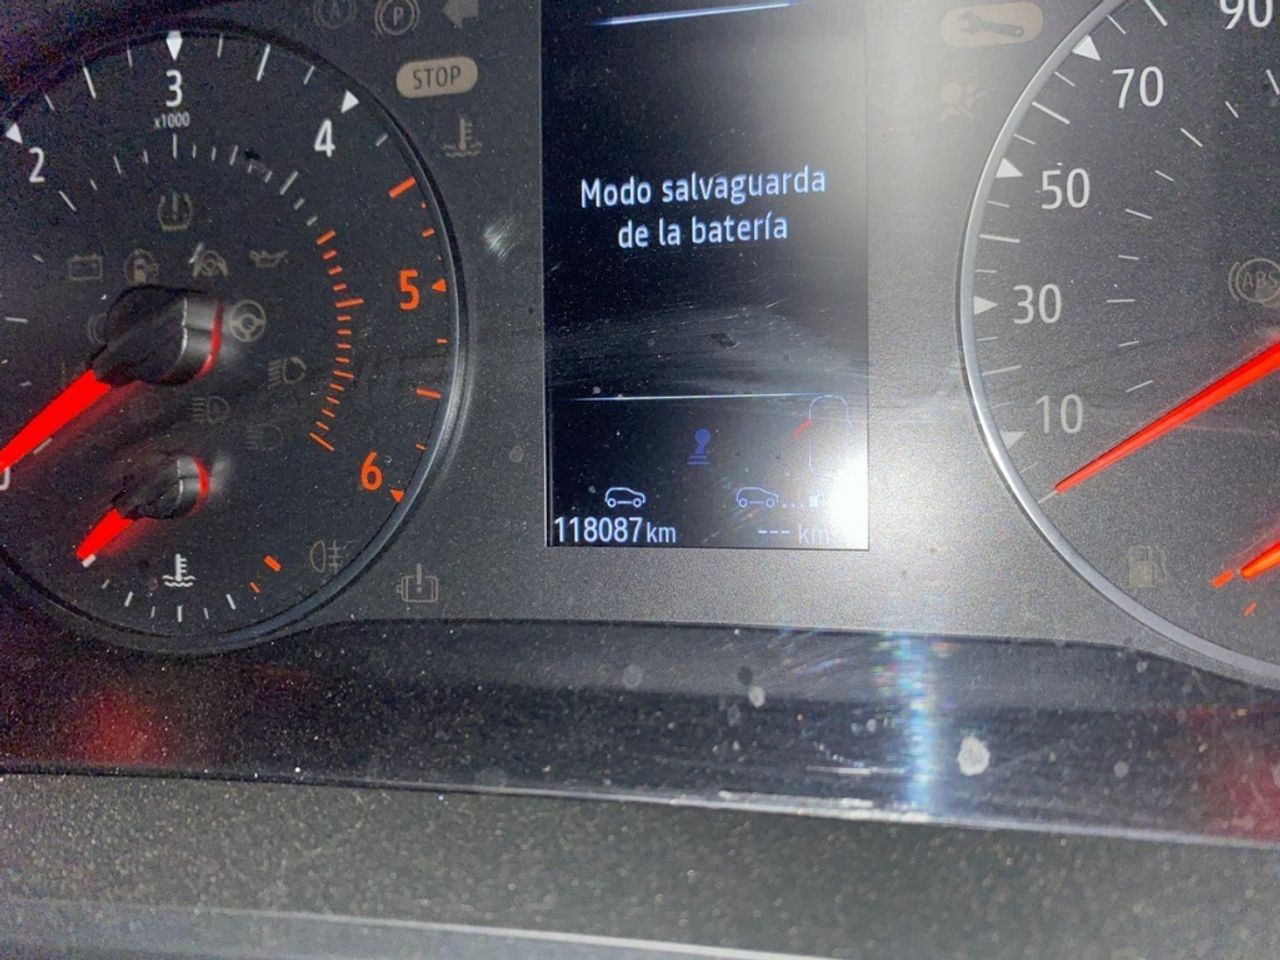 90
P
A
STOP
70
3
x1000
2
4
Modo salvaguarda
de la batería
50
ABS
5
30
10
6
0
118087km
--- km